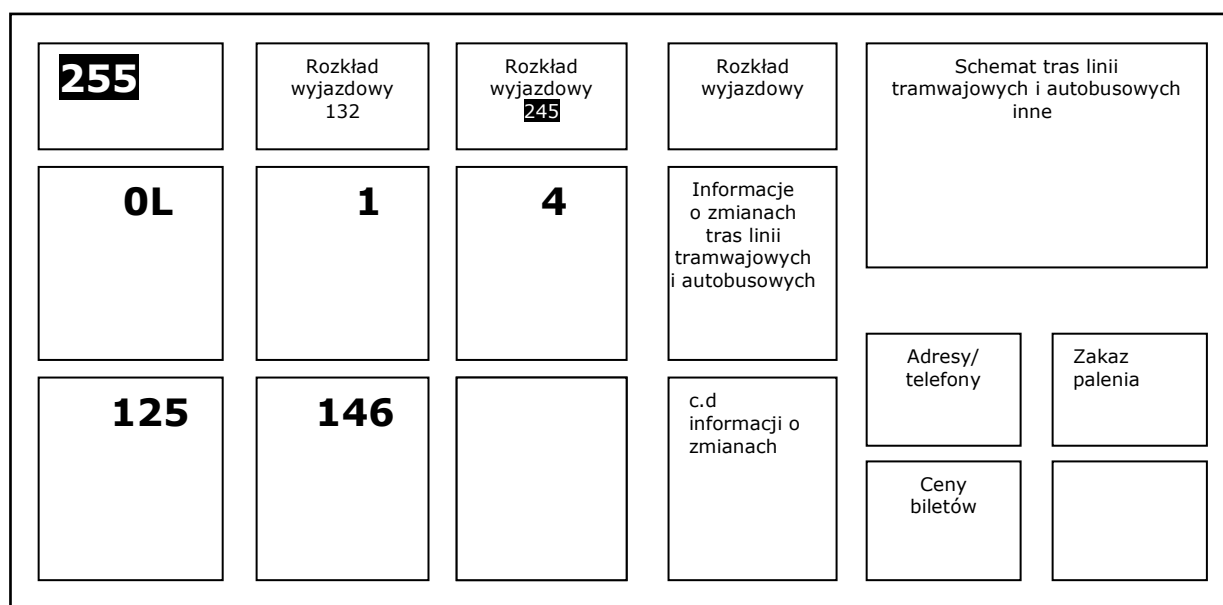 255
Rozkład
wyjazdowy
132
Rozkład
wyjazdowy
245
Rozkład
wyjazdowy
Schemat tras linii
tramwajowych i autobusowych
inne
0L
1
4
Informacje
o zmianach
tras linii
tramwajowych
i autobusowych
125
146
c.d
informacji o
zmianach
Adresy/
telefony
Zakaz
palenia
Ceny
biletów